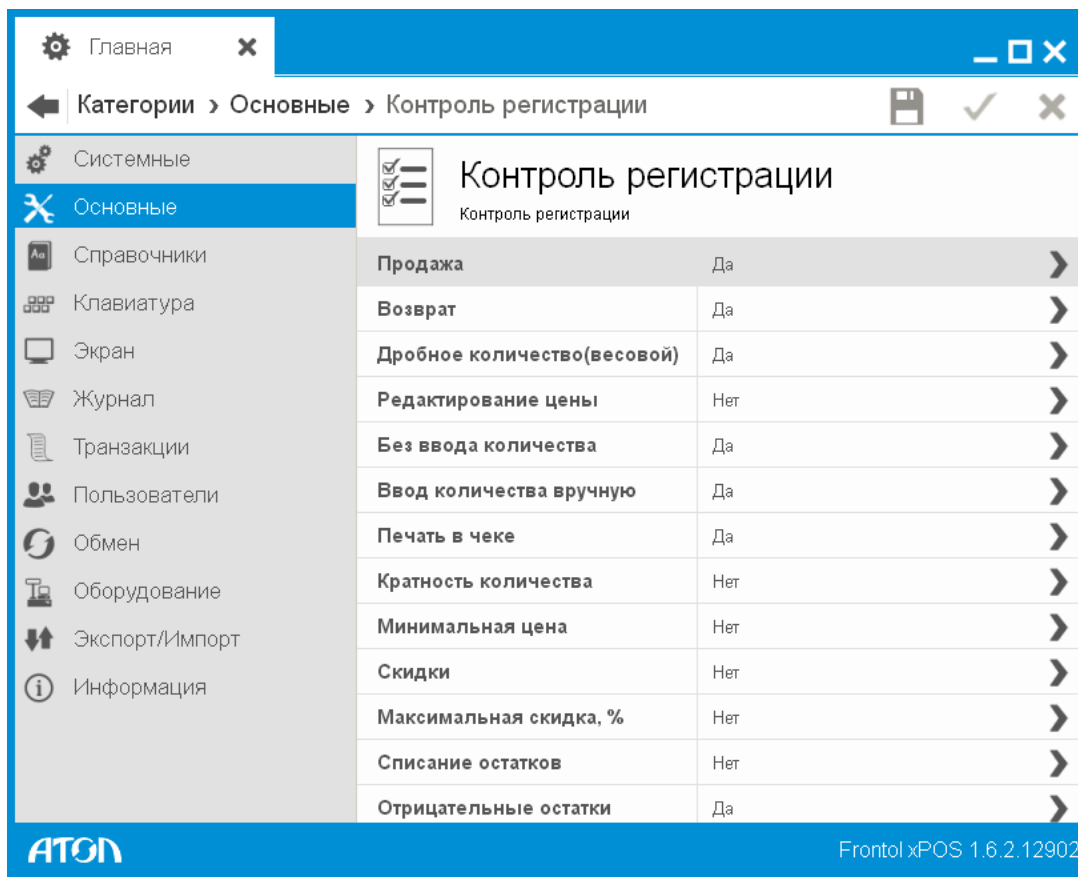 Главная
Категории › Основные › Контроль регистрации
Системные
Основные
Справочники
Клавиатура
Экран
Журнал
Транзакции
Пользователи
Обмен
Оборудование
Экспорт/Импорт
Информация
Контроль регистрации
Контроль регистрации
Продажа Да
Возврат Да
Дробное количество(весовой) Да
Редактирование цены Нет
Без ввода количества Да
Ввод количества вручную Да
Печать в чеке Да
Кратность количества Нет
Минимальная цена Нет
Скидки Нет
Максимальная скидка, % Нет
Списание остатков Нет
Отрицательные остатки Да
АТОЛ
Frontol xPOS 1.6.2.12902